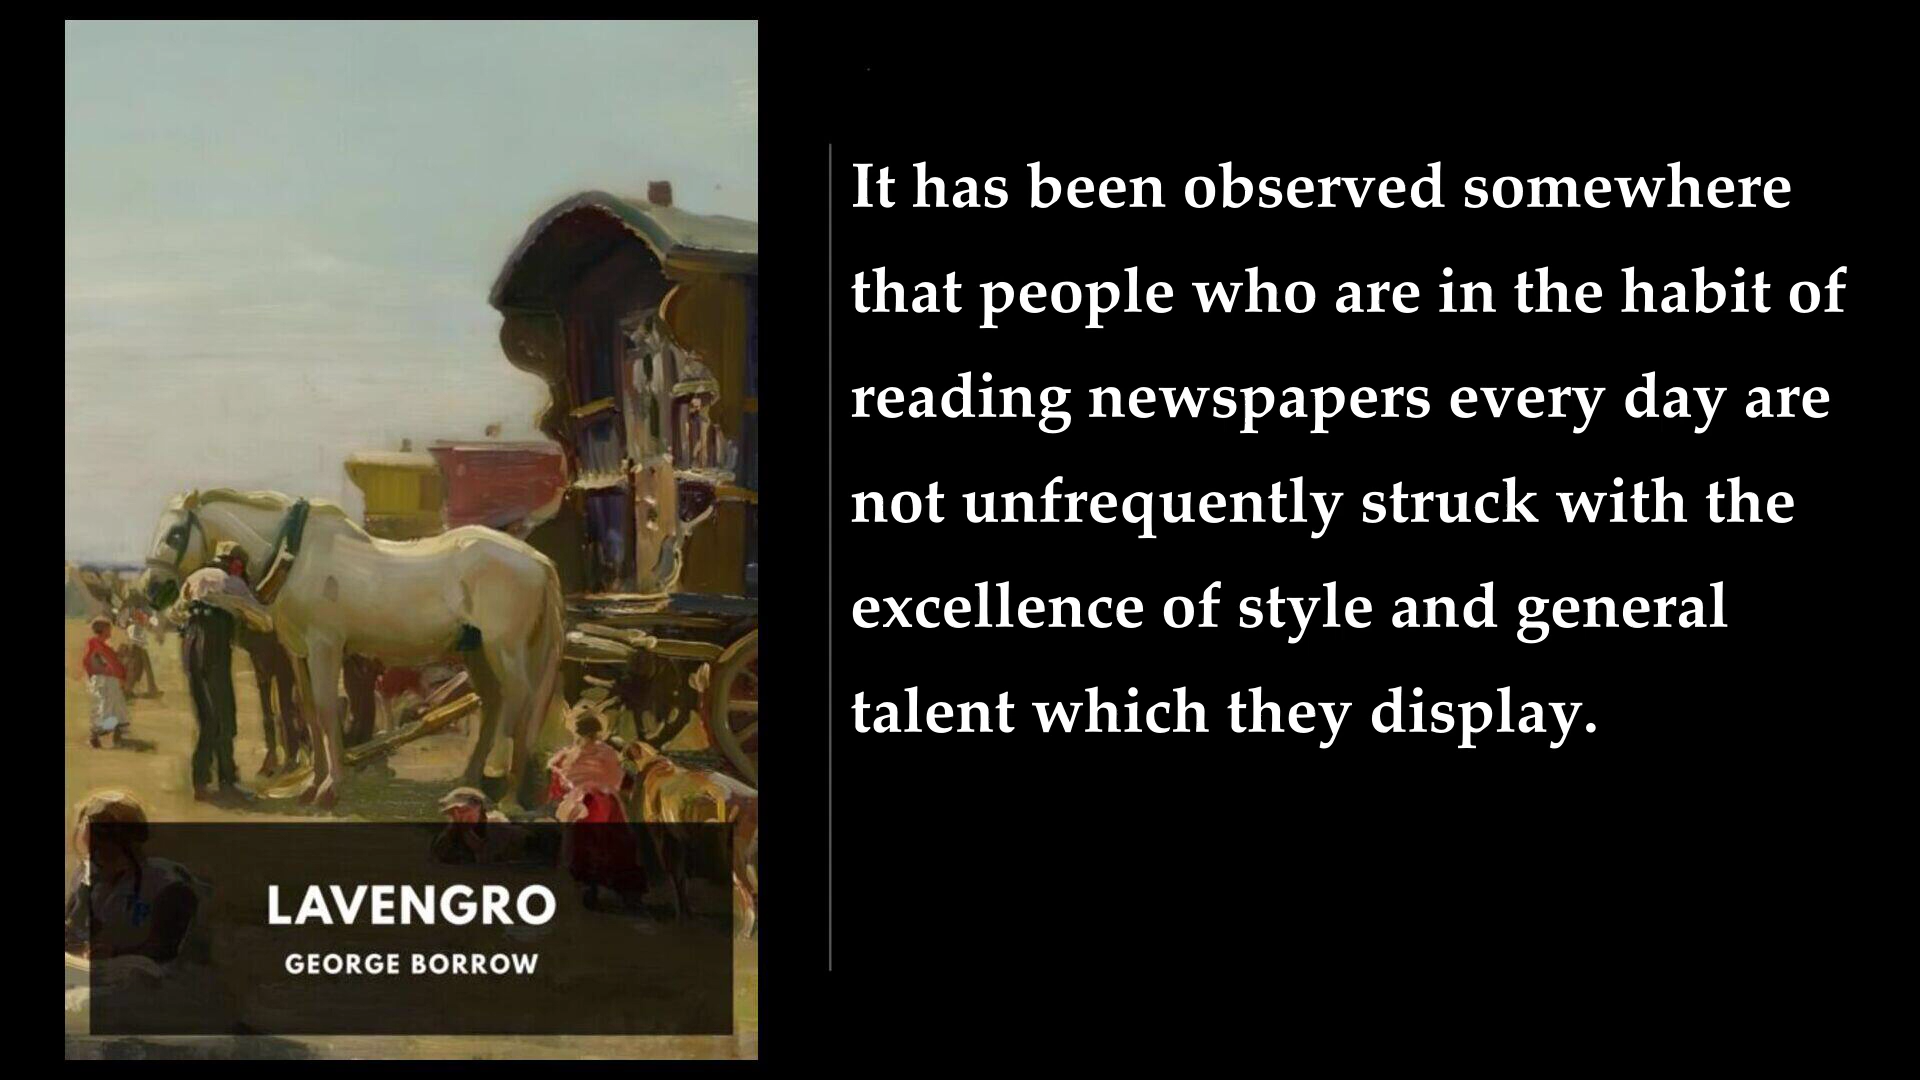 LAVENGRO
GEORGE BORROW
It has been observed somewhere
that people who are in the habit of
reading newspapers every day are
not unfrequently struck with the
excellence of style and general
talent which they display.